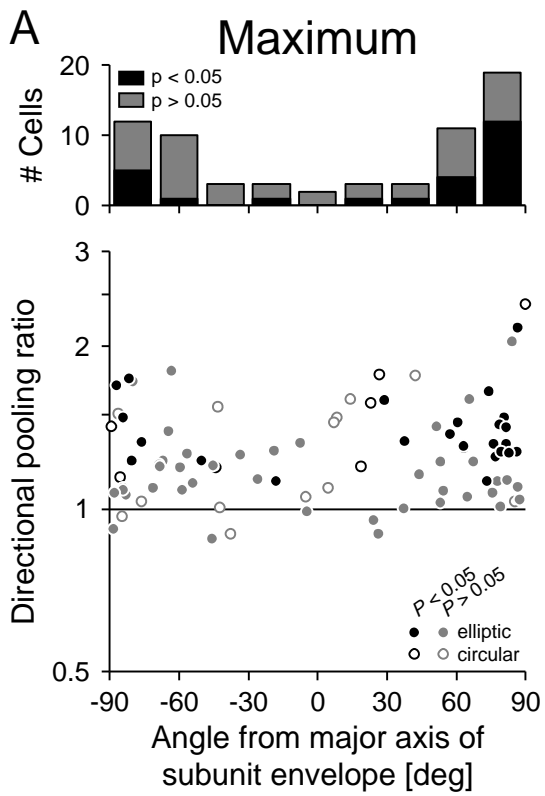 A
Maximum
20
10
0
# Cells
p < 0.05
p > 0.05
3
2
1
0.5
Directional pooling ratio
P < 0.05
P > 0.05
elliptic
circular
-90 -60 -30 0 30 60 90
Angle from major axis of
subunit envelope [deg]